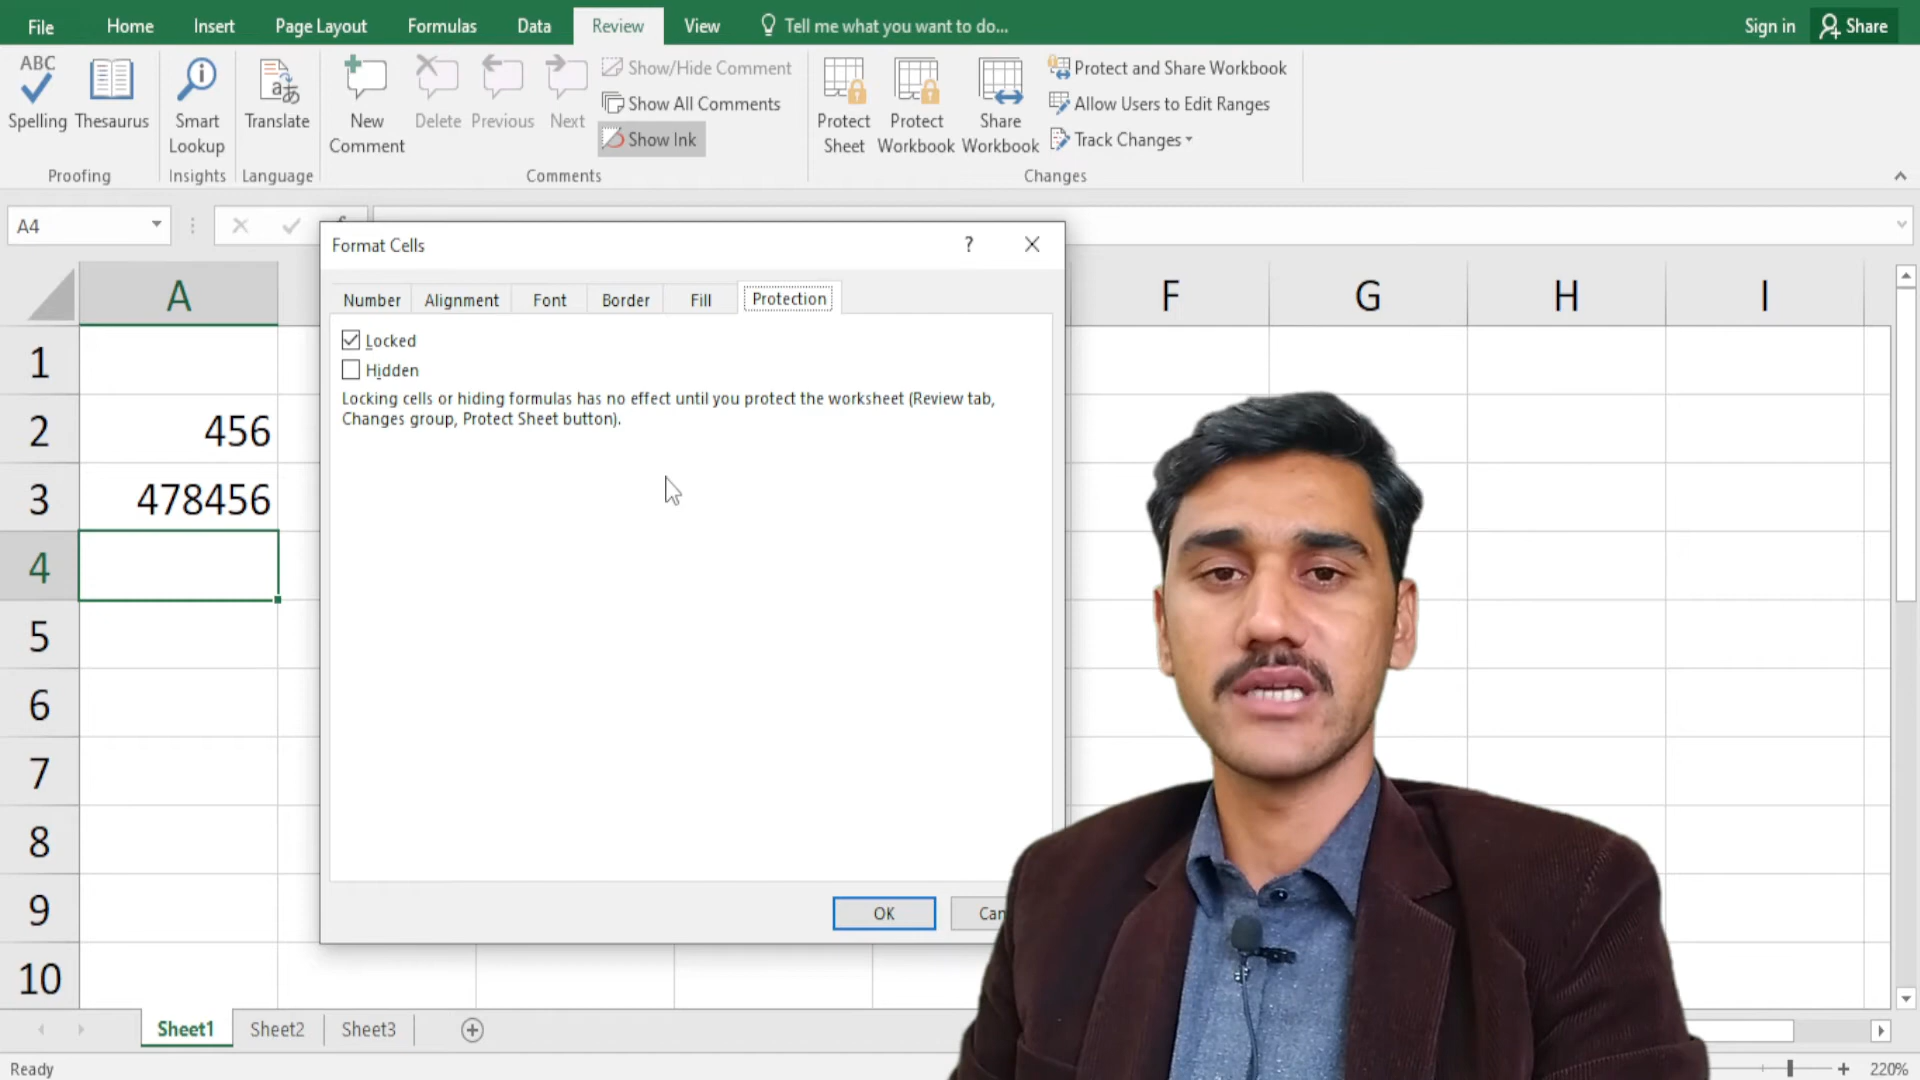 File Home Insert Page Layout Formulas Data Review View Tell me what you want to do... Sign in Share
ABC
Spelling Thesaurus Smart Lookup Translate New Comment Delete Previous Next
Show/Hide Comment
Show All Comments
Show Ink
Protect Sheet Protect Workbook Share Workbook
Protect and Share Workbook
Allow Users to Edit Ranges
Track Changes
Proofing Insights Language Comments Changes
A4
Format Cells ?
Number Alignment Font Border Fill Protection
Locked
Hidden
Locking cells or hiding formulas has no effect until you protect the worksheet (Review tab,
Changes group, Protect Sheet button).
OK Can
A F G H I
1
2 456
3 478456
4
5
6
7
8
9
10
Sheet1 Sheet2 Sheet3
Ready 220%